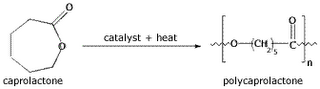 O
O
catalyst + heat
O
O (CH₂)₅ C
n
caprolactone
polycaprolactone